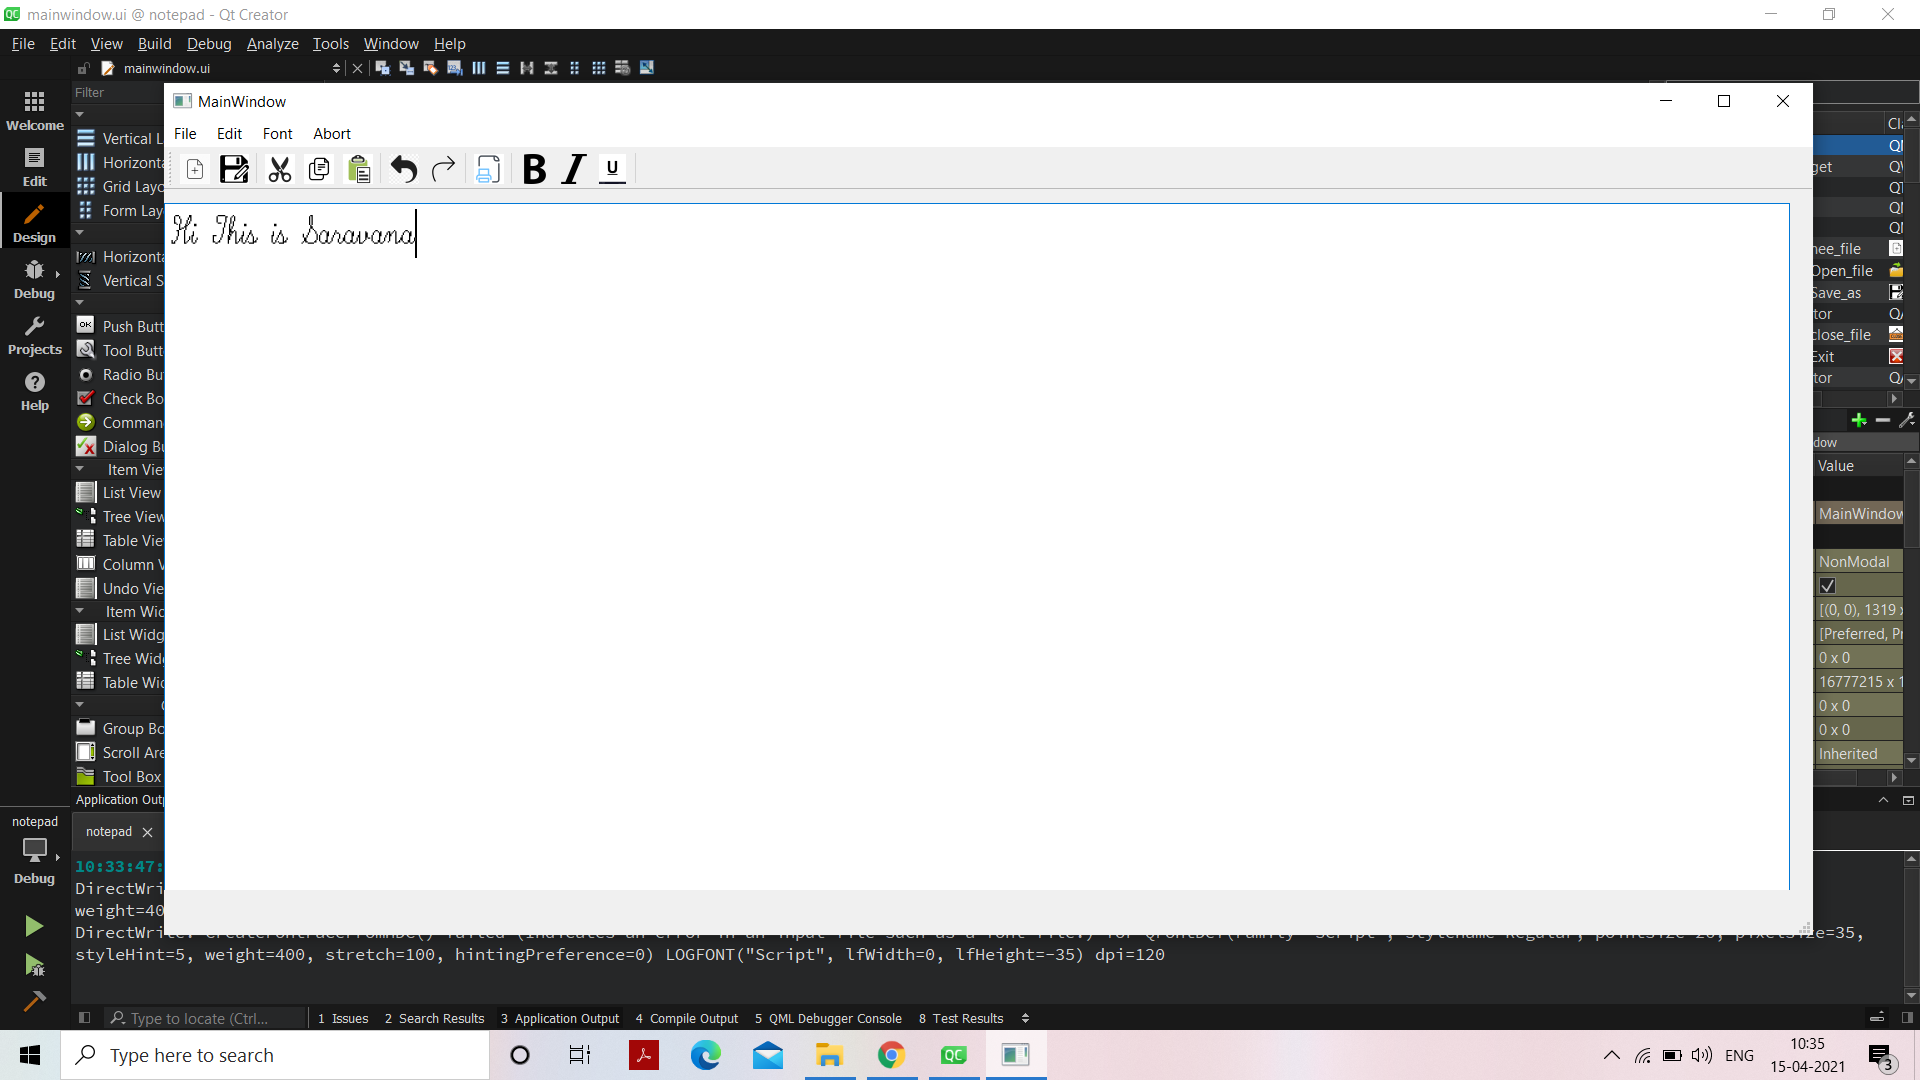 mainwindow.ui @ notepad - Qt Creator
File Edit View Build Debug Analyze Tools Window Help
mainwindow.ui
Filter
MainWindow
File Edit Font Abort
B I U
Hi This is Saravana
Welcome
Edit
Design
Debug
Projects
Help
Vertical L
Horizonta
Grid Layo
Form Lay
Horizonta
Vertical S
Push Butt
OK
Tool Butt
Radio Bu
Check Bo
Comman
Dialog Bu
Item Vie
List View
Tree View
Table Vie
Column V
Undo Vie
Item Wid
List Widg
Tree Widg
Table Wid
Group Bo
Scroll Are
Tool Box
Cl
get
Open_file
Save_as
tor
close_file
Exit
tor
dow
Value
MainWindow
NonModal
[(0, 0), 1319 x
[Preferred, Pr
0 x 0
16777215 x 1
0 x 0
0 x 0
Inherited
Application Outp
notepad
notepad
Debug
10:33:47:
DirectWri
weight=40
styleHint=5, weight=400, stretch=100, hintingPreference=0) LOGFONT("Script", lfWidth=0, lfHeight=-35) dpi=120
Type to locate (Ctrl...
1 Issues 2 Search Results 3 Application Output 4 Compile Output 5 QML Debugger Console 8 Test Results
Type here to search
QC
ENG
10:35
15-04-2021
3